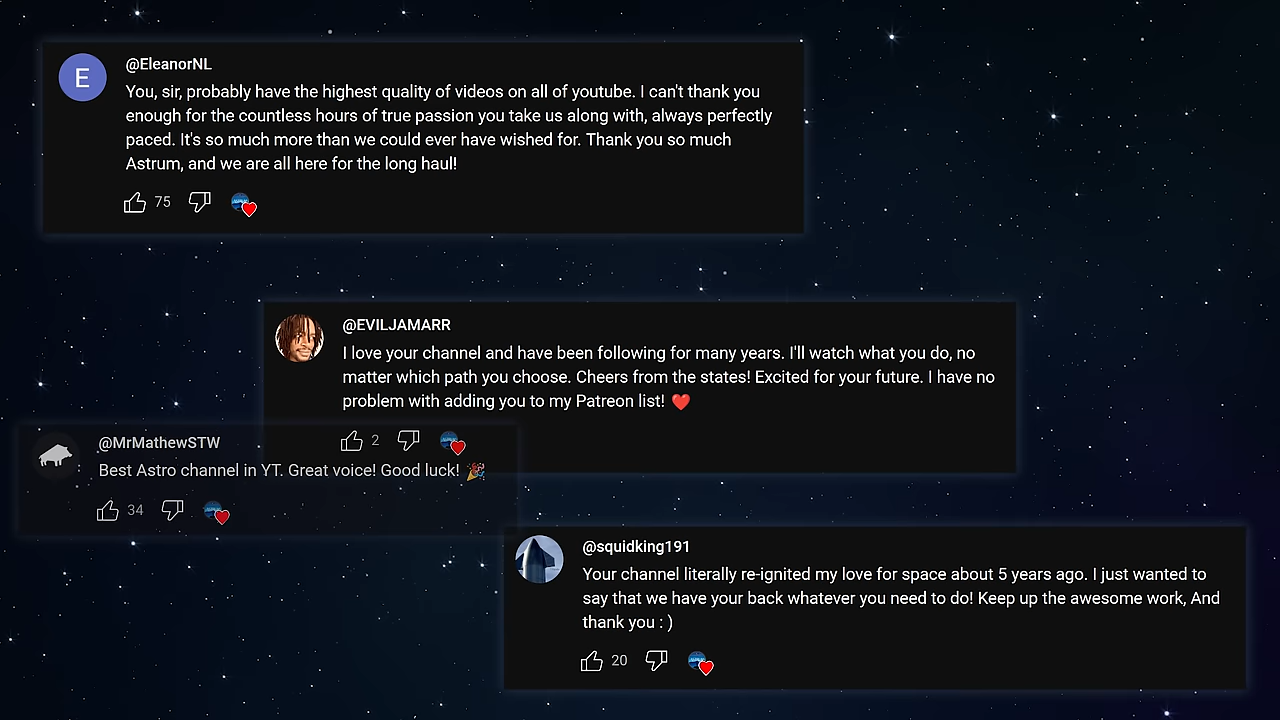 E
@EleanorNL
You, sir, probably have the highest quality of videos on all of youtube. I can't thank you
enough for the countless hours of true passion you take us along with, always perfectly
paced. It's so much more than we could ever have wished for. Thank you so much
Astrum, and we are all here for the long haul!
75
@EVILJAMARR
I love your channel and have been following for many years. I'll watch what you do, no
matter which path you choose. Cheers from the states! Excited for your future. I have no
problem with adding you to my Patreon list! ❤️
2
@MrMathewSTW
Best Astro channel in YT. Great voice! Good luck! 🎉
34
@squidking191
Your channel literally re-ignited my love for space about 5 years ago. I just wanted to
say that we have your back whatever you need to do! Keep up the awesome work, And
thank you : )
20